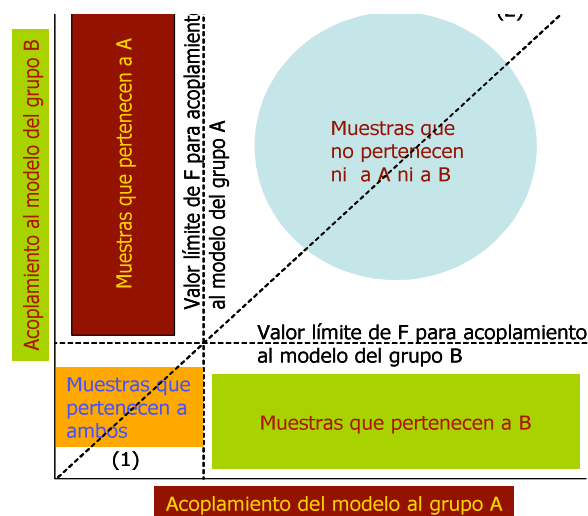 (2)
Acoplamiento al modelo del grupo B
Muestras que pertenecen a A
Valor límite de F para acoplamiento
al modelo del grupo A
Muestras que
no pertenecen
ni a A ni a B
Valor límite de F para acoplamiento
al modelo del grupo B
Muestras que
pertenecen a
ambos
(1)
Muestras que pertenecen a B
Acoplamiento del modelo al grupo A